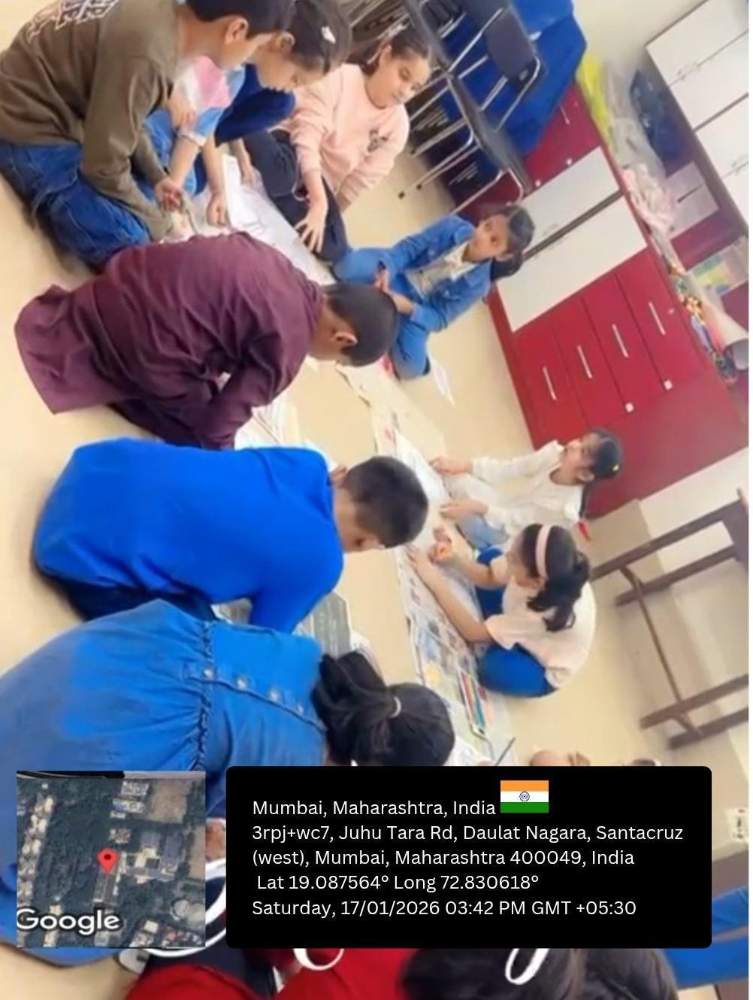 Mumbai, Maharashtra, India
3rpj+wc7, Juhu Tara Rd, Daulat Nagara, Santacruz
(west), Mumbai, Maharashtra 400049, India
Lat 19.087564° Long 72.830618°
Saturday, 17/01/2026 03:42 PM GMT +05:30
Google